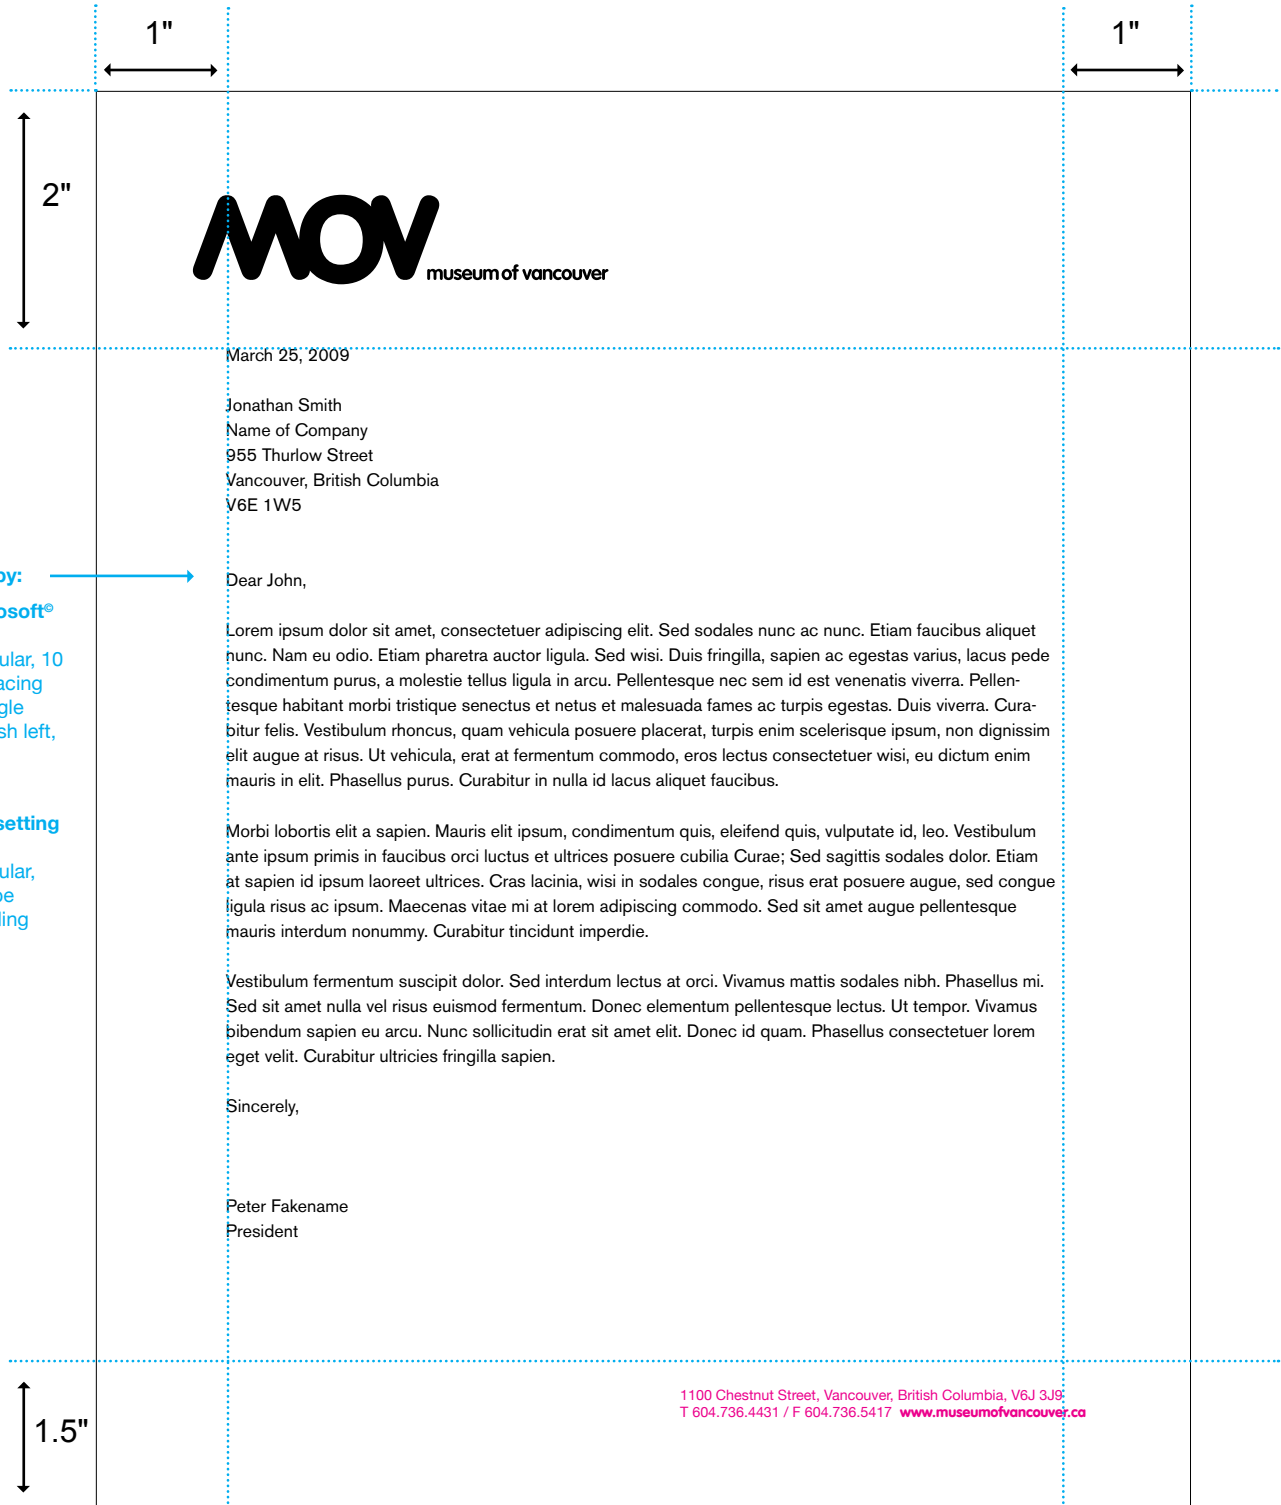 1"
1"
2"
MOV
museum of vancouver
March 25, 2009
Jonathan Smith
Name of Company
955 Thurlow Street
Vancouver, British Columbia
V6E 1W5
py:
osoft©
ular, 10
acing
gle
sh left,
setting
ular,
pe
ling
Dear John,
Lorem ipsum dolor sit amet, consectetuer adipiscing elit. Sed sodales nunc ac nunc. Etiam faucibus aliquet
nunc. Nam eu odio. Etiam pharetra auctor ligula. Sed wisi. Duis fringilla, sapien ac egestas varius, lacus pede
condimentum purus, a molestie tellus ligula in arcu. Pellentesque nec sem id est venenatis viverra. Pellen-
tesque habitant morbi tristique senectus et netus et malesuada fames ac turpis egestas. Duis viverra. Cura-
bitur felis. Vestibulum rhoncus, quam vehicula posuere placerat, turpis enim scelerisque ipsum, non dignissim
elit augue at risus. Ut vehicula, erat at fermentum commodo, eros lectus consectetuer wisi, eu dictum enim
mauris in elit. Phasellus purus. Curabitur in nulla id lacus aliquet faucibus.
Morbi lobortis elit a sapien. Mauris elit ipsum, condimentum quis, eleifend quis, vulputate id, leo. Vestibulum
ante ipsum primis in faucibus orci luctus et ultrices posuere cubilia Curae; Sed sagittis sodales dolor. Etiam
at sapien id ipsum laoreet ultrices. Cras lacinia, wisi in sodales congue, risus erat posuere augue, sed congue
ligula risus ac ipsum. Maecenas vitae mi at lorem adipiscing commodo. Sed sit amet augue pellentesque
mauris interdum nonummy. Curabitur tincidunt imperdie.
Vestibulum fermentum suscipit dolor. Sed interdum lectus at orci. Vivamus mattis sodales nibh. Phasellus mi.
Sed sit amet nulla vel risus euismod fermentum. Donec elementum pellentesque lectus. Ut tempor. Vivamus
bibendum sapien eu arcu. Nunc sollicitudin erat sit amet elit. Donec id quam. Phasellus consectetuer lorem
eget velit. Curabitur ultricies fringilla sapien.
Sincerely,
Peter Fakename
President
1.5"
1100 Chestnut Street, Vancouver, British Columbia, V6J 3J9
T 604.736.4431 / F 604.736.5417 www.museumofvancouver.ca